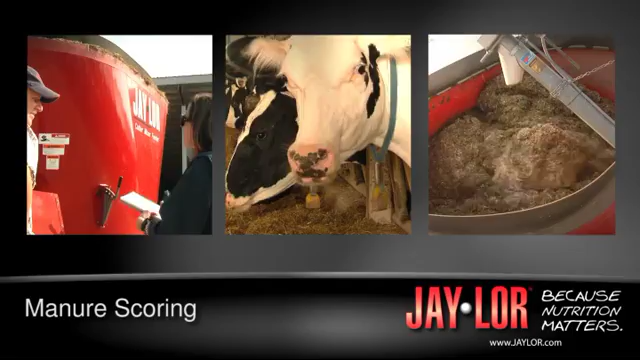 JAY LOR
Manure Scoring
JAY•LOR
BECAUSE
NUTRITION
MATTERS.
www.JAYLOR.com